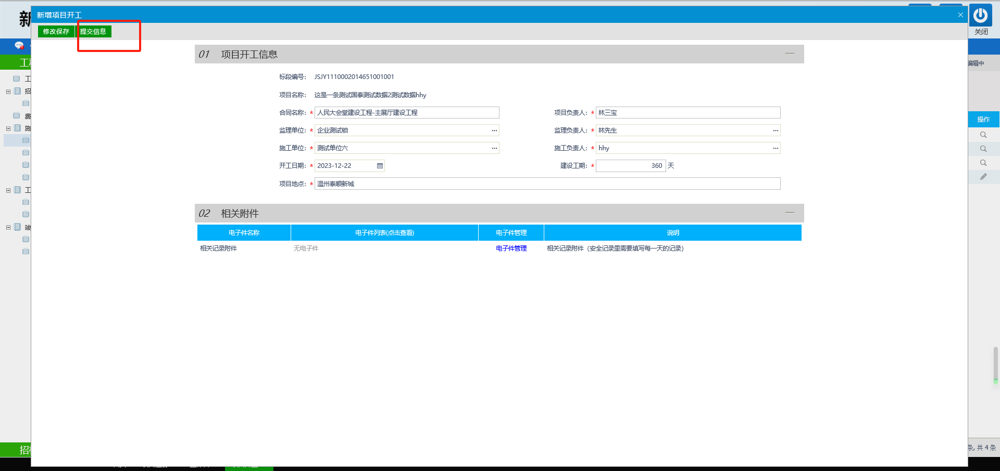 新增项目开工
修改保存 提交信息
关闭
01 项目开工信息
标段编号: JSJY1110002014651001001
项目名称: 这是一条测试国泰测试数据2测试数据hhy
合同名称: * 人民大会堂建设工程-主展厅建设工程 项目负责人: * 林三宝
监理单位: * 企业测试锁 ··· 监理负责人: * 林先生 ···
施工单位: * 测试单位六 ··· 施工负责人: * hhy ···
开工日期: * 2023-12-22 建设工期: * 360 天
项目地点: * 温州泰顺新城
02 相关附件
电子件名称 电子件列表(点击查看) 电子件管理 说明
相关记录附件 无电子件 电子件管理 相关记录附件（安全记录里需要填写每一天的记录）
新
工
工
招
费
施
工
竣
招
编辑中
操作
条, 共 4 条